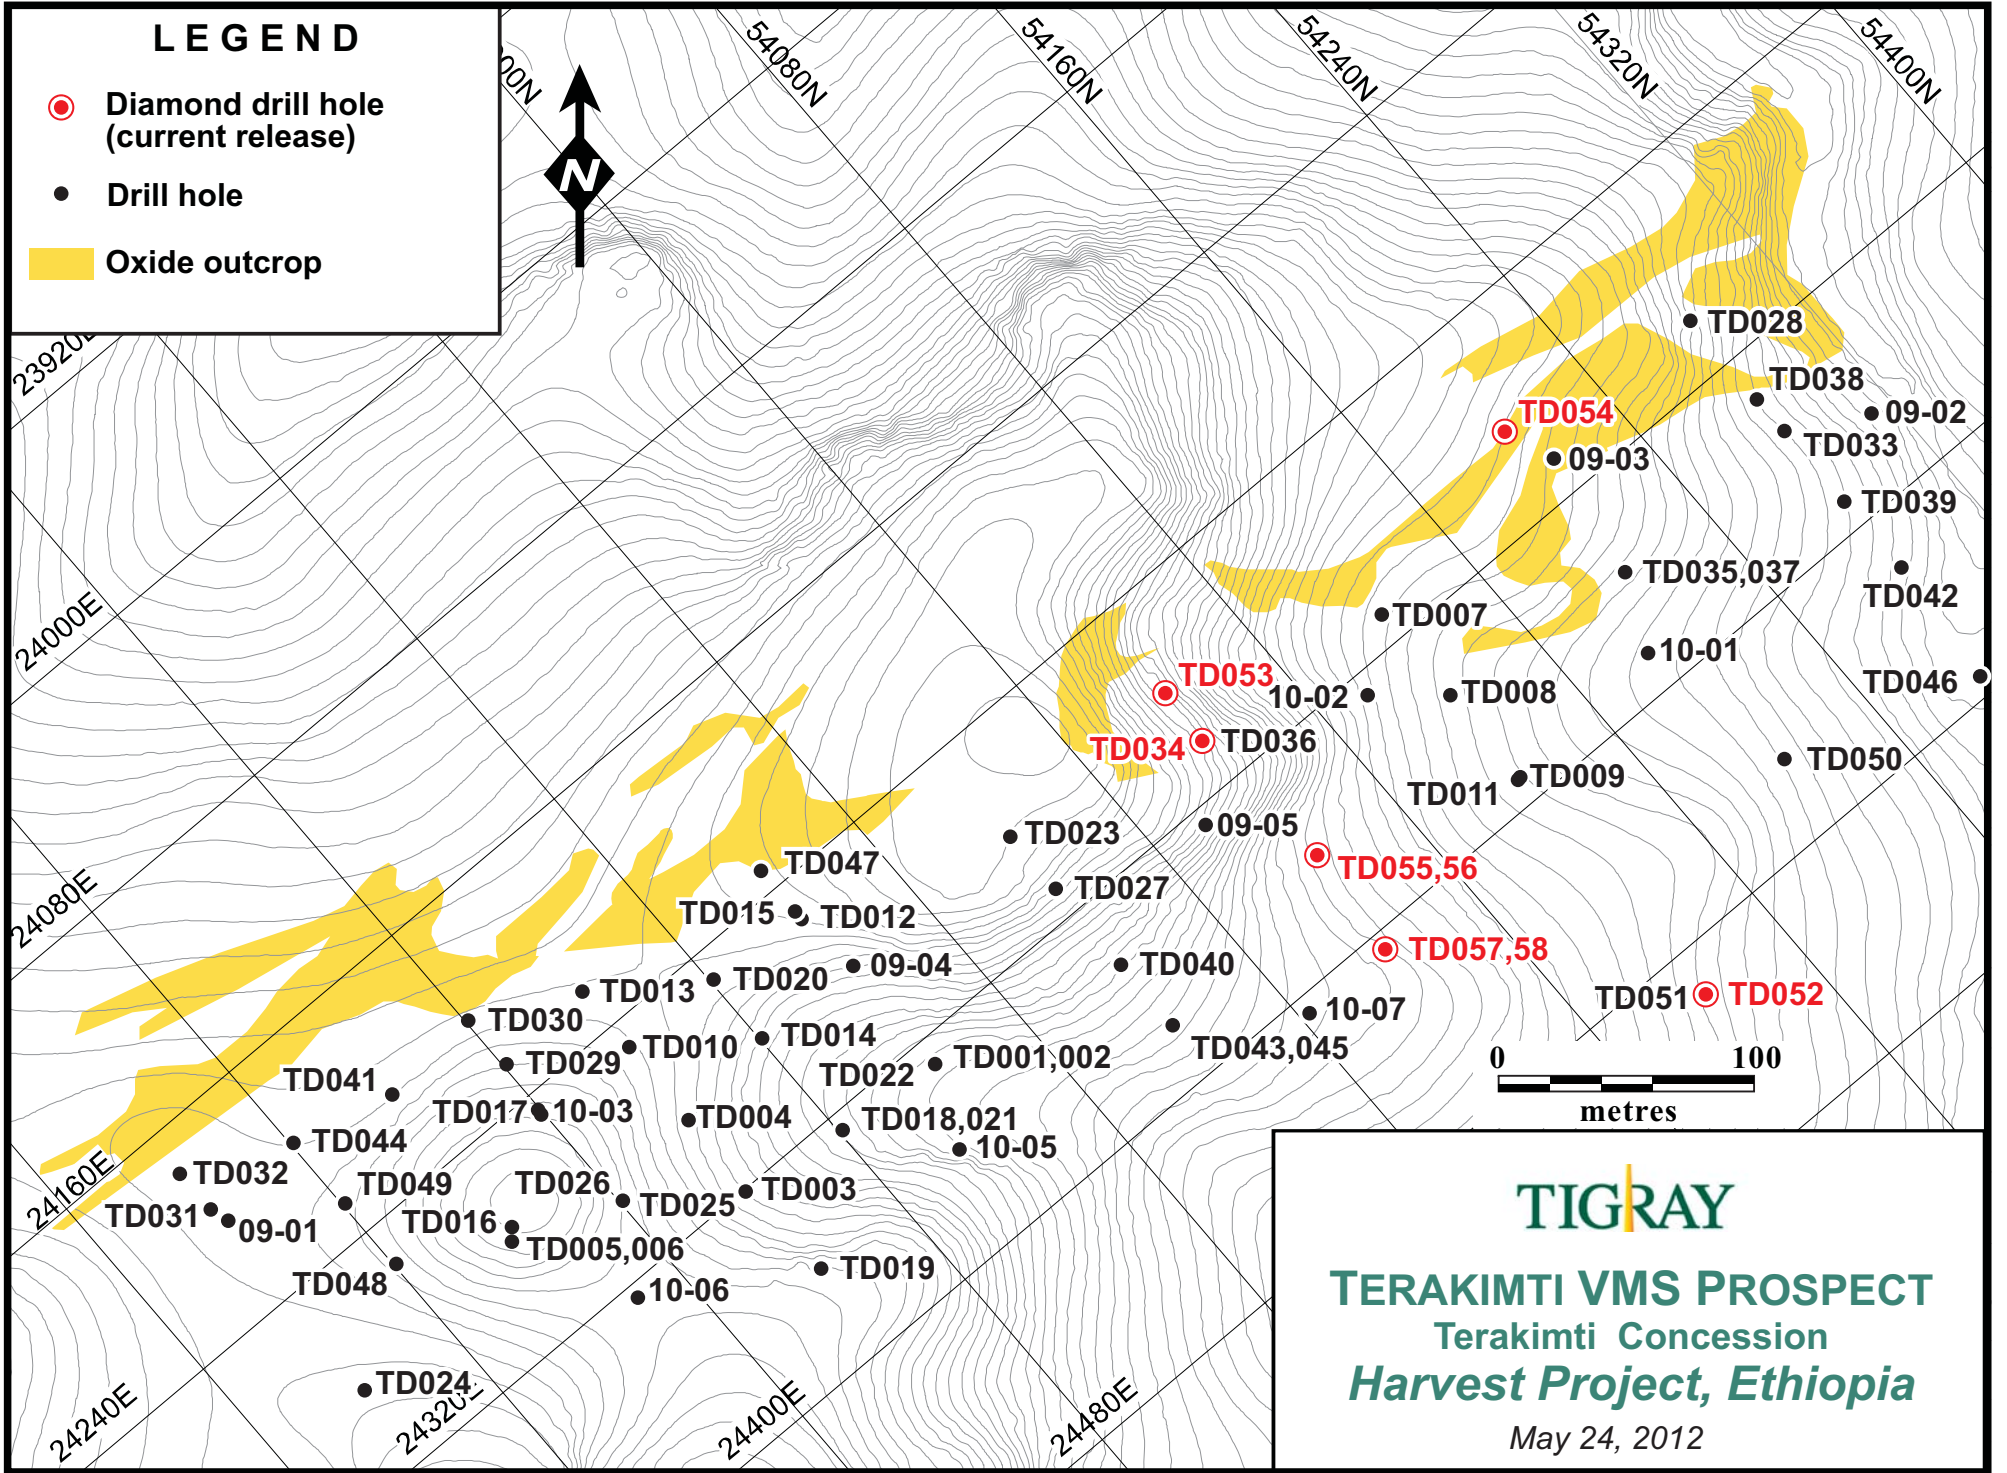 LEGEND
Diamond drill hole
(current release)
Drill hole
Oxide outcrop
N
00N
54080N
54160N
54240N
54320N
54400N
23920E
24000E
24080E
24160E
24240E
24320E
24400E
24480E
TD028
TD038
09-02
TD054
TD033
09-03
TD039
TD035,037
TD042
TD007
10-01
TD053
10-02
TD008
TD046
TD034
TD036
TD050
TD011
TD009
TD023
09-05
TD047
TD055,56
TD027
TD015
TD012
TD057,58
09-04
TD040
TD020
TD013
TD051
TD052
10-07
TD030
TD014
TD010
TD043,045
TD029
TD001,002
TD022
TD041
TD017
10-03
TD004
TD018,021
TD044
10-05
TD032
TD049
TD026
TD003
TD025
TD031
09-01
TD016
TD005,006
TD019
TD048
10-06
TD024
0 100
metres
TIGRAY
TERAKIMTI VMS PROSPECT
Terakimti Concession
Harvest Project, Ethiopia
May 24, 2012